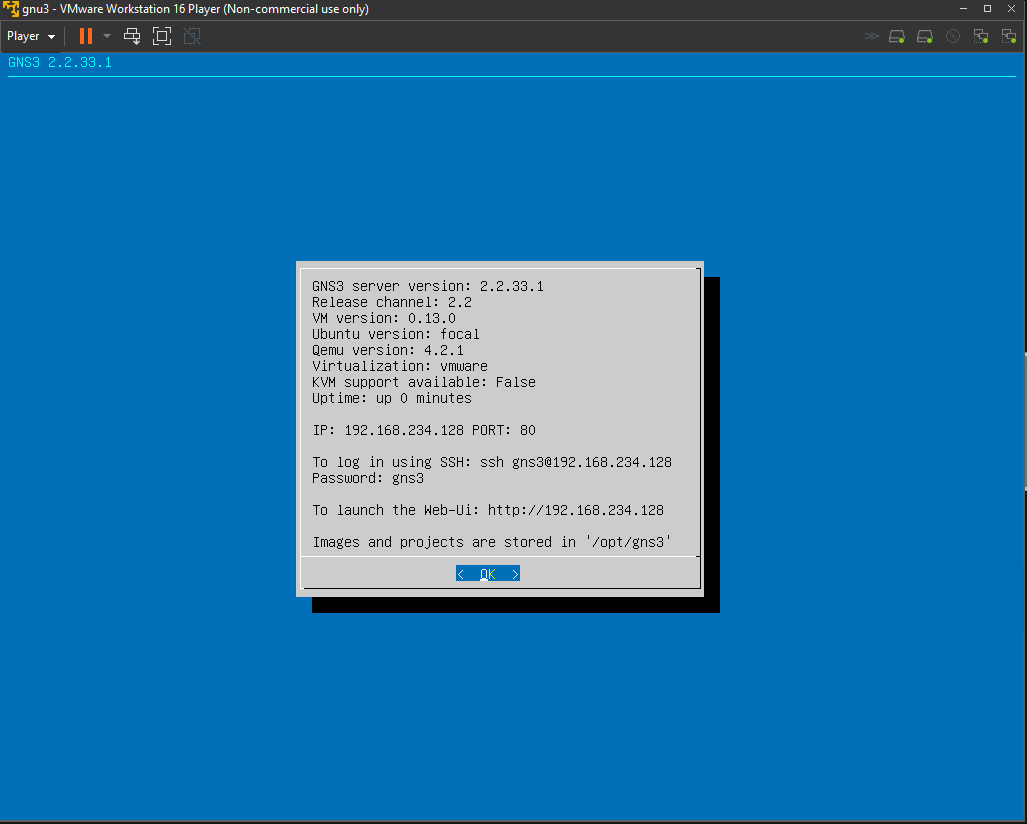 gnu3 - VMware Workstation 16 Player (Non-commercial use only)
Player
GNS3 2.2.33.1
GNS3 server version: 2.2.33.1
Release channel: 2.2
VM version: 0.13.0
Ubuntu version: focal
Qemu version: 4.2.1
Virtualization: vmware
KVM support available: False
Uptime: up 0 minutes
IP: 192.168.234.128 PORT: 80
To log in using SSH: ssh gns3@192.168.234.128
Password: gns3
To launch the Web-Ui: http://192.168.234.128
Images and projects are stored in '/opt/gns3'
<  OK  >